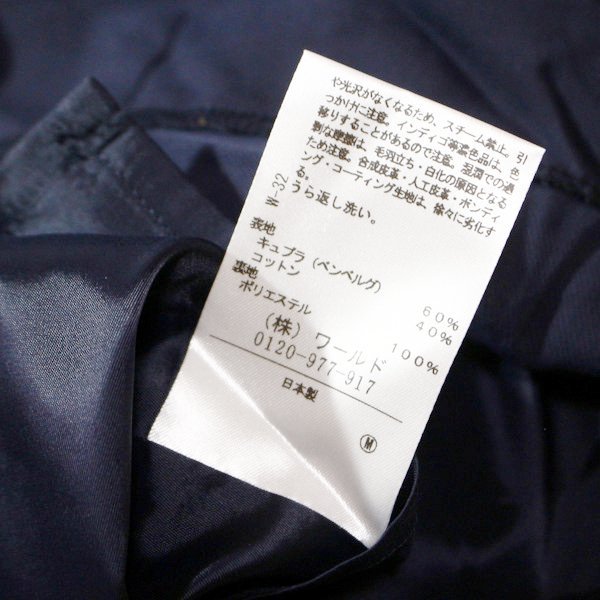 や光沢がなくなるため、スチーム禁止。引
っかけに注意。インディゴ等濃色品は、色
移りすることがあるので注意。湿潤での過
剰な摩擦は、毛羽立ち・白化の原因となる
ため注意。合成皮革・人工皮革・ボンディ
ング・コーティング生地は、徐々に劣化す
る。
W-32
うら返し洗い。
表地
キュプラ（ベンベルグ） 60%
コットン 40%
裏地
ポリエステル 100%
（株）ワールド
0120-977-917
日本製
M